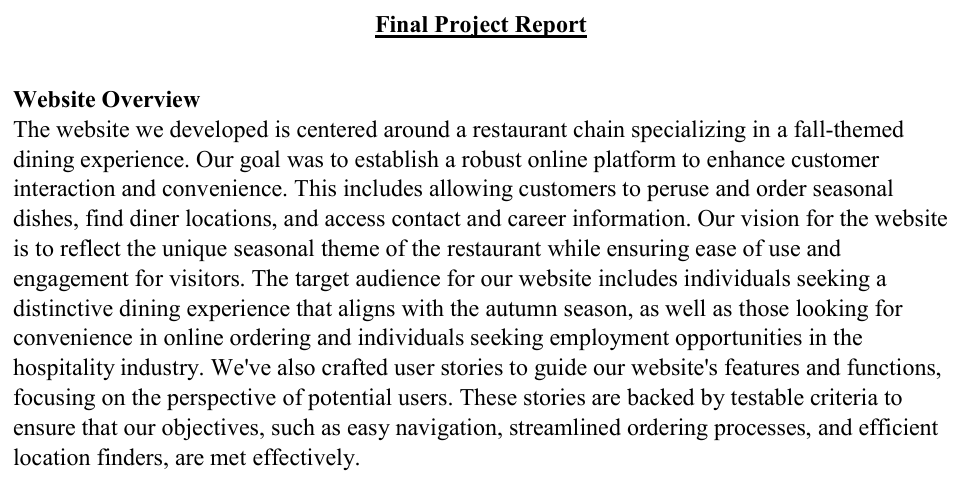 Final Project Report
Website Overview
The website we developed is centered around a restaurant chain specializing in a fall-themed
dining experience. Our goal was to establish a robust online platform to enhance customer
interaction and convenience. This includes allowing customers to peruse and order seasonal
dishes, find diner locations, and access contact and career information. Our vision for the website
is to reflect the unique seasonal theme of the restaurant while ensuring ease of use and
engagement for visitors. The target audience for our website includes individuals seeking a
distinctive dining experience that aligns with the autumn season, as well as those looking for
convenience in online ordering and individuals seeking employment opportunities in the
hospitality industry. We've also crafted user stories to guide our website's features and functions,
focusing on the perspective of potential users. These stories are backed by testable criteria to
ensure that our objectives, such as easy navigation, streamlined ordering processes, and efficient
location finders, are met effectively.